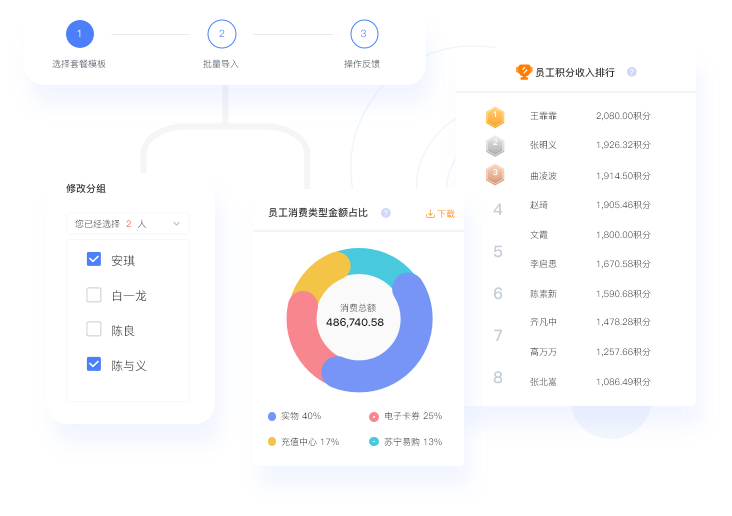 1
2
3
选择套餐模板
批量导入
操作反馈
员工积分收入排行 ?
1 王霏霏 2,080.00积分
2 张明义 1,926.32积分
3 曲凌波 1,914.50积分
4 赵琦 1,905.46积分
文霞 1,800.00积分
5 李启思 1,670.58积分
6 陈素新 1,590.68积分
齐凡中 1,478.28积分
7 高万万 1,257.66积分
8 张北嵩 1,086.49积分
修改分组
您已经选择 2 人
安琪
白一龙
陈良
陈与义
员工消费类型金额占比 ? 下载
消费总额
486,740.58
实物 40% 电子卡券 25%
充值中心 17% 苏宁易购 13%